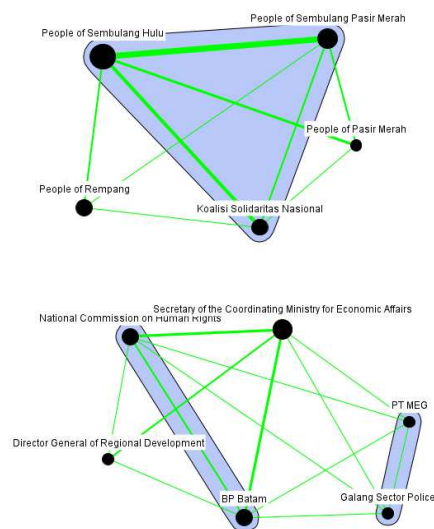 People of Sembulang Pasir Merah
People of Sembulang Hulu
People of Pasir Merah
People of Rempang
Koalisi Solidaritas Nasional
Secretary of the Coordinating Ministry for Economic Affairs
National Commission on Human Rights
PT MEG
Director General of Regional Development
BP Batam
Galang Sector Police